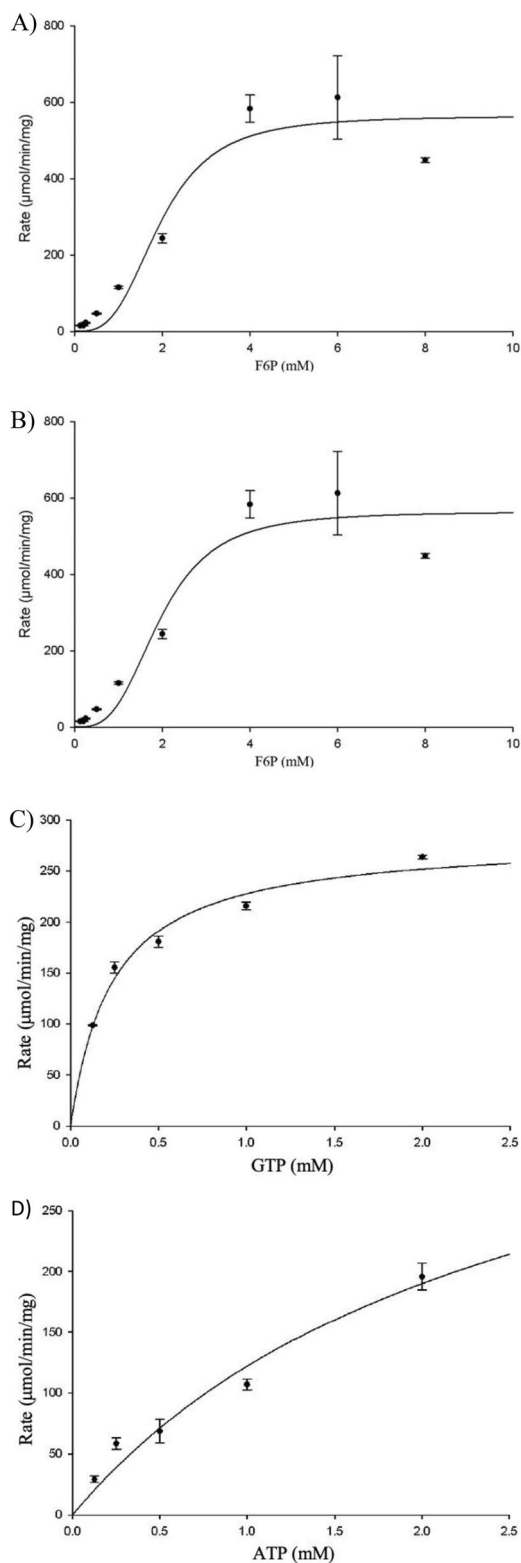 A)
800
600
400
200
0
Rate (µmol/min/mg)
0 2 4 6 8 10
F6P (mM)
B)
800
600
400
200
0
Rate (µmol/min/mg)
0 2 4 6 8 10
F6P (mM)
C)
300
250
200
150
100
50
0
Rate (µmol/min/mg)
0.0 0.5 1.0 1.5 2.0 2.5
GTP (mM)
D)
250
200
150
100
50
0
Rate (µmol/min/mg)
0.0 0.5 1.0 1.5 2.0 2.5
ATP (mM)